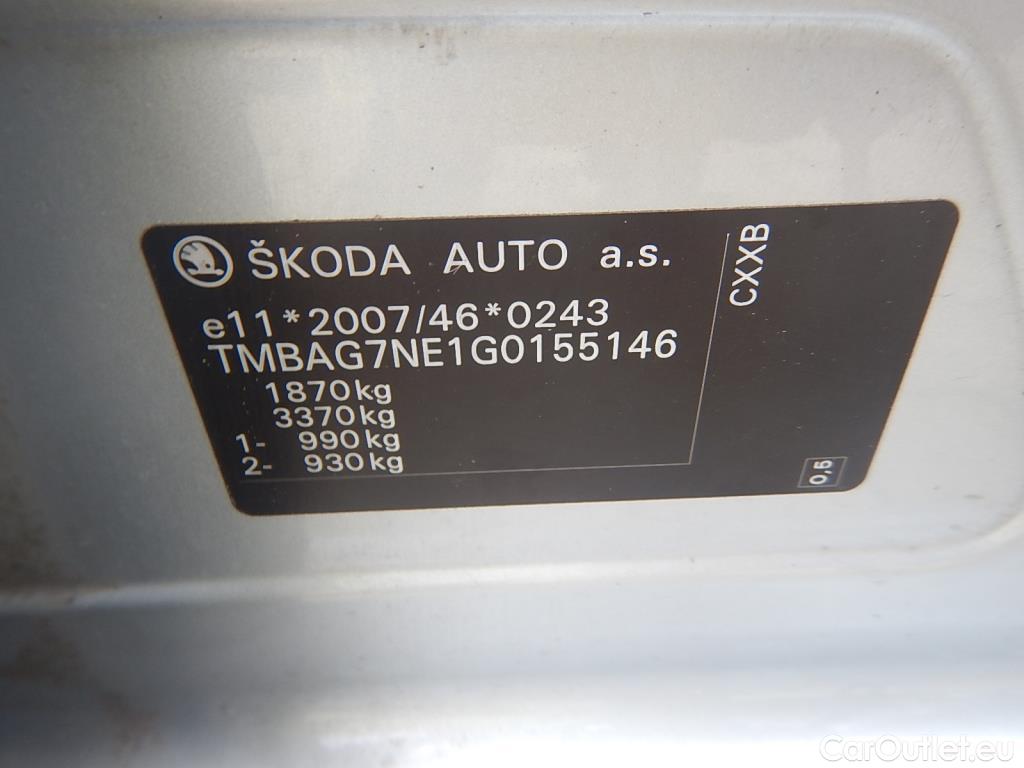 ŠKODA AUTO a.s.
e11*2007/46*0243
TMBAG7NE1G0155146
1870kg
3370kg
1- 990kg
2- 930kg
CXXB
0,5
CarOutlet.eu